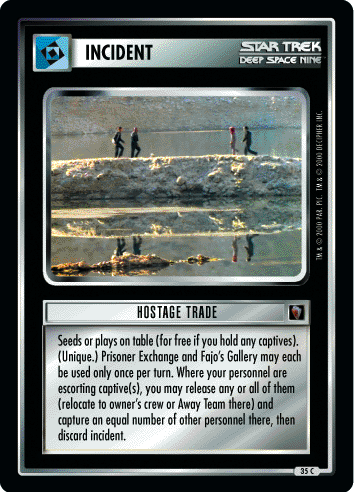 INCIDENT
STAR TREK
DEEP SPACE NINE
TM & © 2000 PAR. PIC. TM & © 2000 DECIPHER INC.
HOSTAGE TRADE
Seeds or plays on table (for free if you hold any captives).
(Unique.) Prisoner Exchange and Fajo's Gallery may each
be used only once per turn. Where your personnel are
escorting captive(s), you may release any or all of them
(relocate to owner's crew or Away Team there) and
capture an equal number of other personnel there, then
discard incident.
35 C